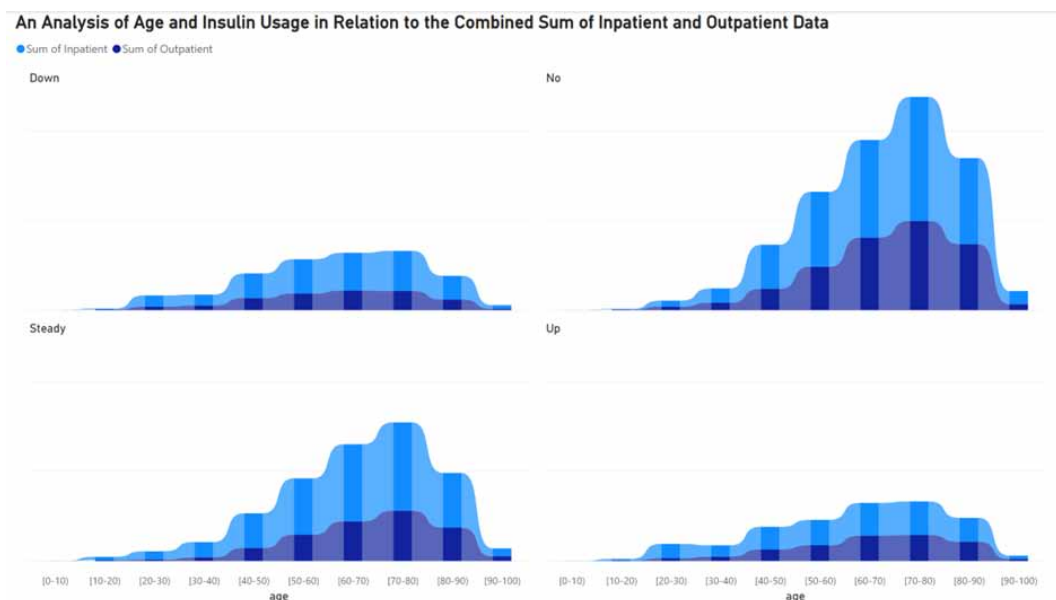 An Analysis of Age and Insulin Usage in Relation to the Combined Sum of Inpatient and Outpatient Data
Sum of Inpatient Sum of Outpatient
Down No
Steady Up
[0-10) [10-20) [20-30) [30-40) [40-50) [50-60) [60-70) [70-80) [80-90) [90-100) [0-10) [10-20) [20-30) [30-40) [40-50) [50-60) [60-70) [70-80) [80-90) [90-100)
age age